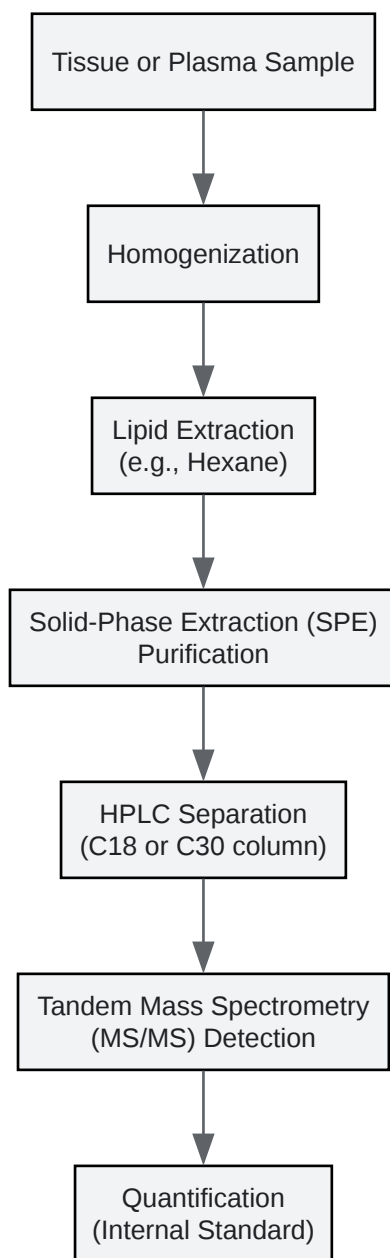 Tissue or Plasma Sample
Homogenization
Lipid Extraction
(e.g., Hexane)
Solid-Phase Extraction (SPE)
Purification
HPLC Separation
(C18 or C30 column)
Tandem Mass Spectrometry
(MS/MS) Detection
Quantification
(Internal Standard)